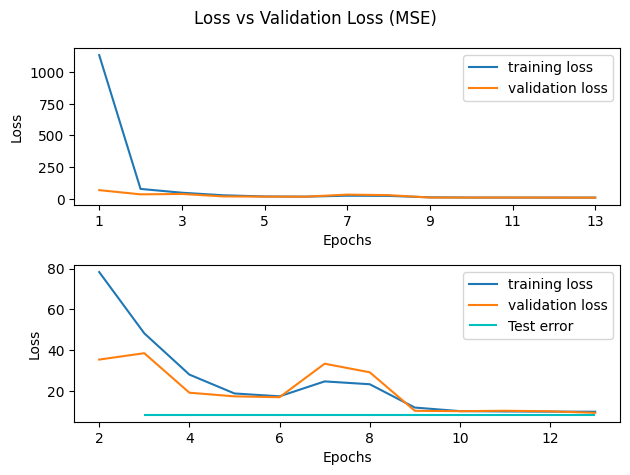 Loss vs Validation Loss (MSE)
1000
750
500
250
0
Loss
training loss
validation loss
1 3 5 7 9 11 13
Epochs
80
60
40
20
Loss
training loss
validation loss
Test error
2 4 6 8 10 12
Epochs